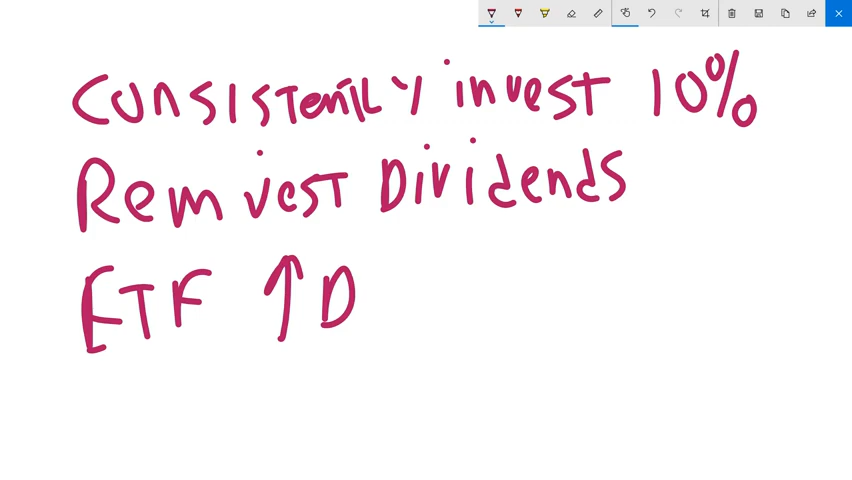 Consistently invest 10%
Reinvest Dividends
ETF ↑ D